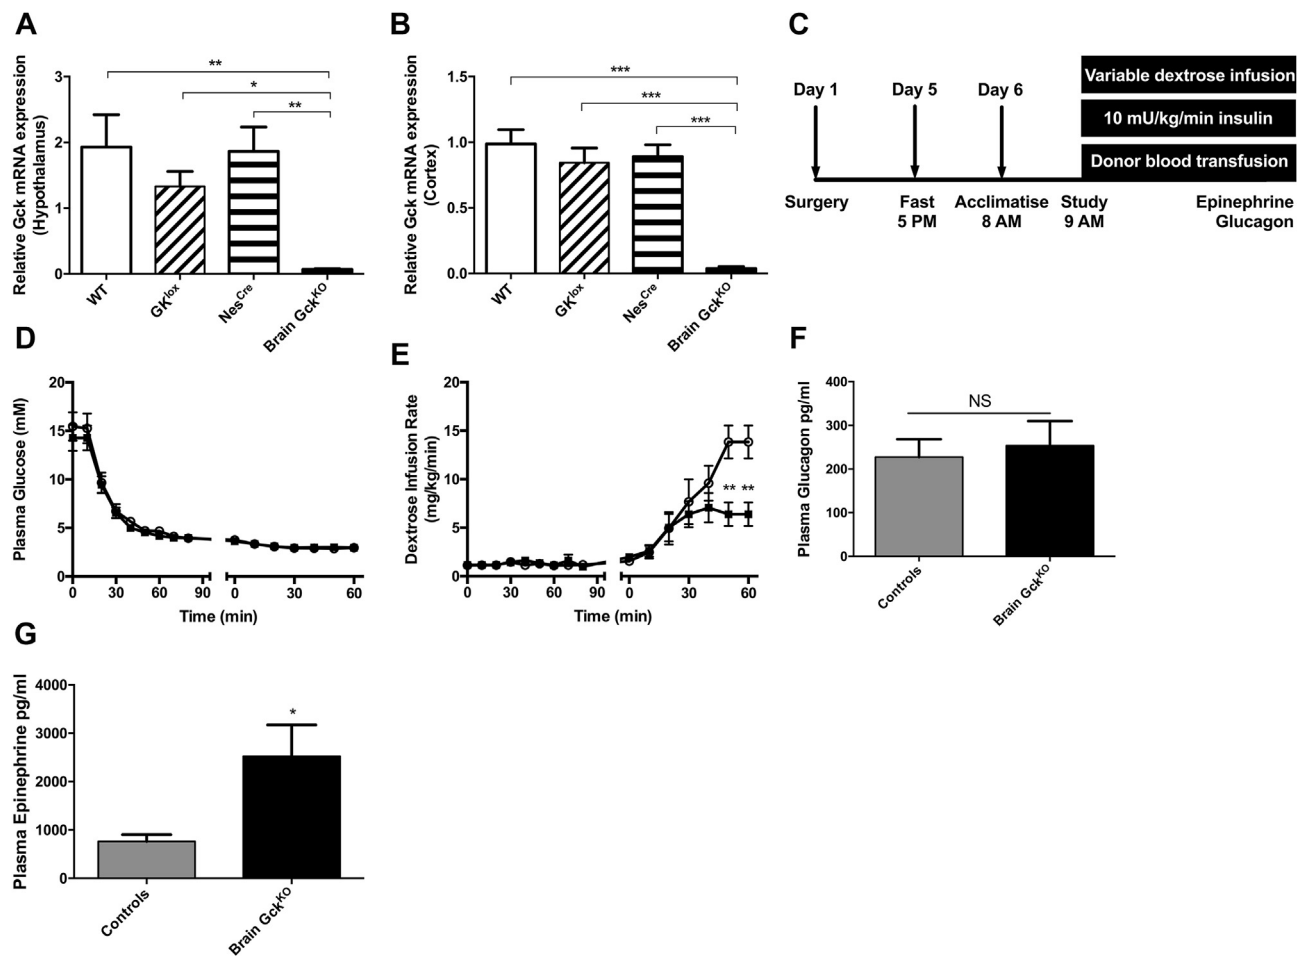 A
Relative Gck mRNA expression
(Hypothalamus)
3
2
1
0
**
*
**
WT
GKlox
NesCre
Brain GckKO
B
Relative Gck mRNA expression
(Cortex)
1.5
1.0
0.5
0.0
***
***
***
WT
GKlox
NesCre
Brain GckKO
C
Day 1
Day 5
Day 6
Variable dextrose infusion
10 mU/kg/min insulin
Donor blood transfusion
Surgery
Fast
5 PM
Acclimatise
8 AM
Study
9 AM
Epinephrine
Glucagon
D
Plasma Glucose (mM)
20
15
10
5
0
0 30 60 90 0 30 60
Time (min)
E
Dextrose Infusion Rate
(mg/kg/min)
20
15
10
5
0
** **
0 30 60 90 0 30 60
Time (min)
F
Plasma Glucagon pg/ml
400
300
200
100
0
NS
Controls
Brain GckKO
G
Plasma Epinephrine pg/ml
4000
3000
2000
1000
0
*
Controls
Brain GckKO